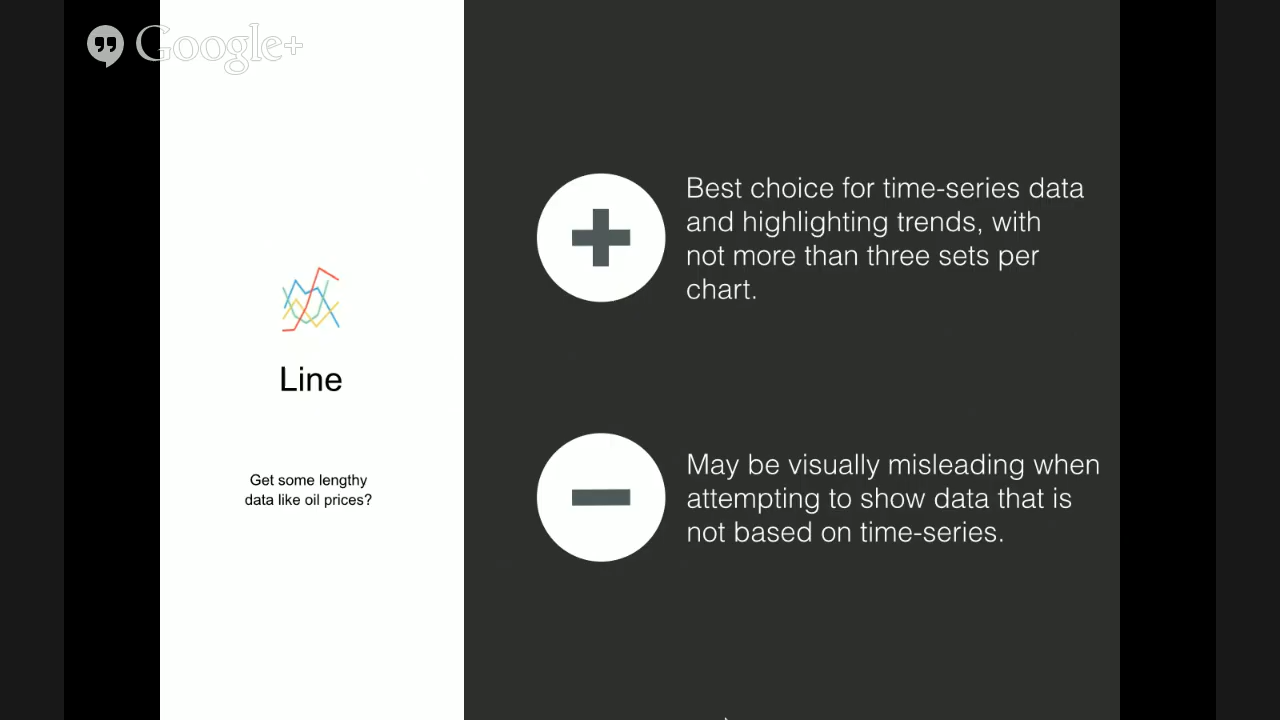 Google+
Line
Get some lengthy
data like oil prices?
Best choice for time-series data
and highlighting trends, with
not more than three sets per
chart.
May be visually misleading when
attempting to show data that is
not based on time-series.